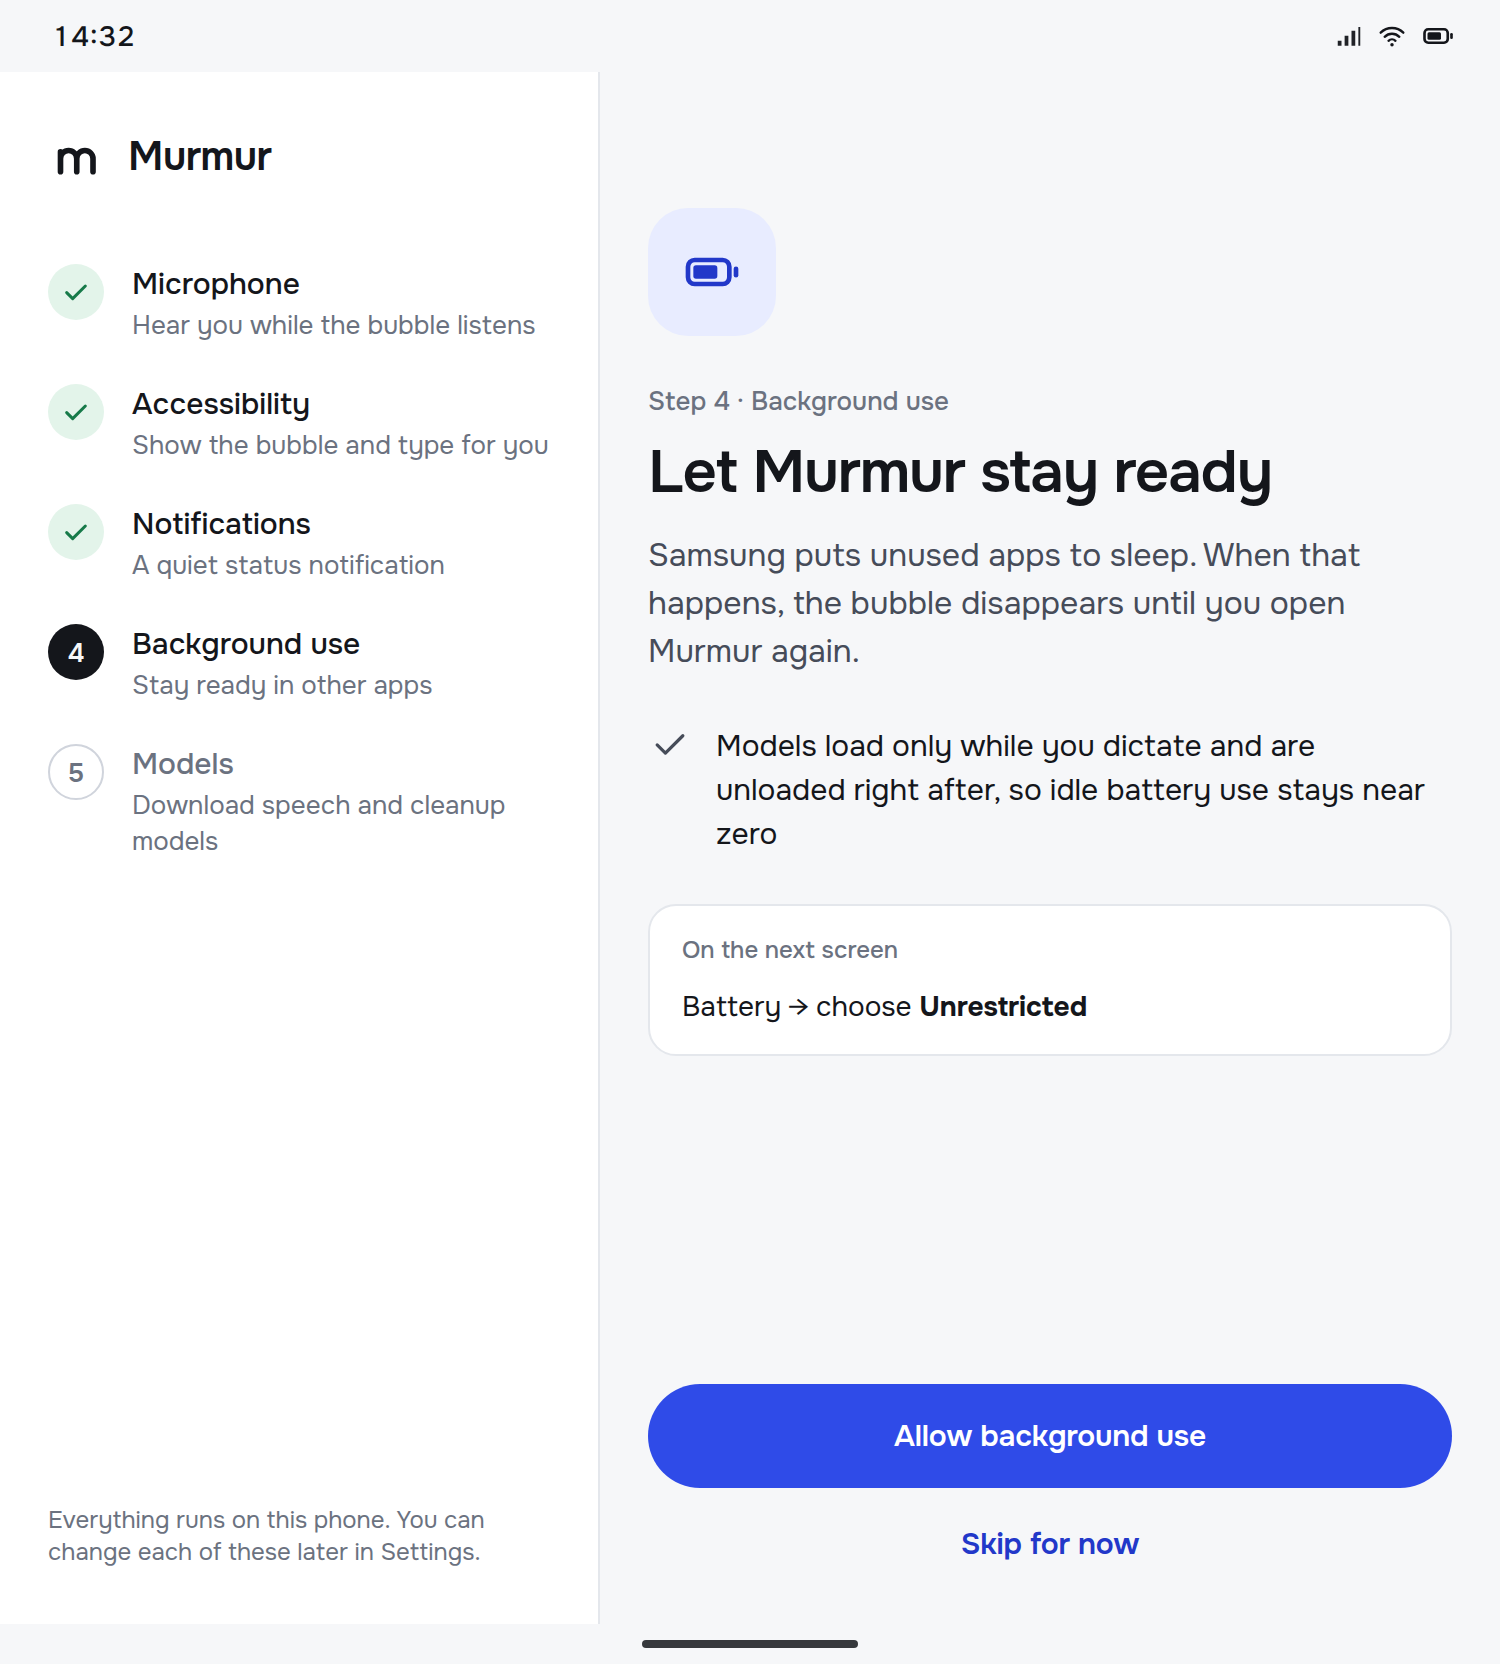 14:32
Murmur
Microphone
Hear you while the bubble listens
Accessibility
Show the bubble and type for you
Notifications
A quiet status notification
4
Background use
Stay ready in other apps
5
Models
Download speech and cleanup
models
Everything runs on this phone. You can
change each of these later in Settings.
Step 4 · Background use
Let Murmur stay ready
Samsung puts unused apps to sleep. When that
happens, the bubble disappears until you open
Murmur again.
Models load only while you dictate and are
unloaded right after, so idle battery use stays near
zero
On the next screen
Battery → choose Unrestricted
Allow background use
Skip for now